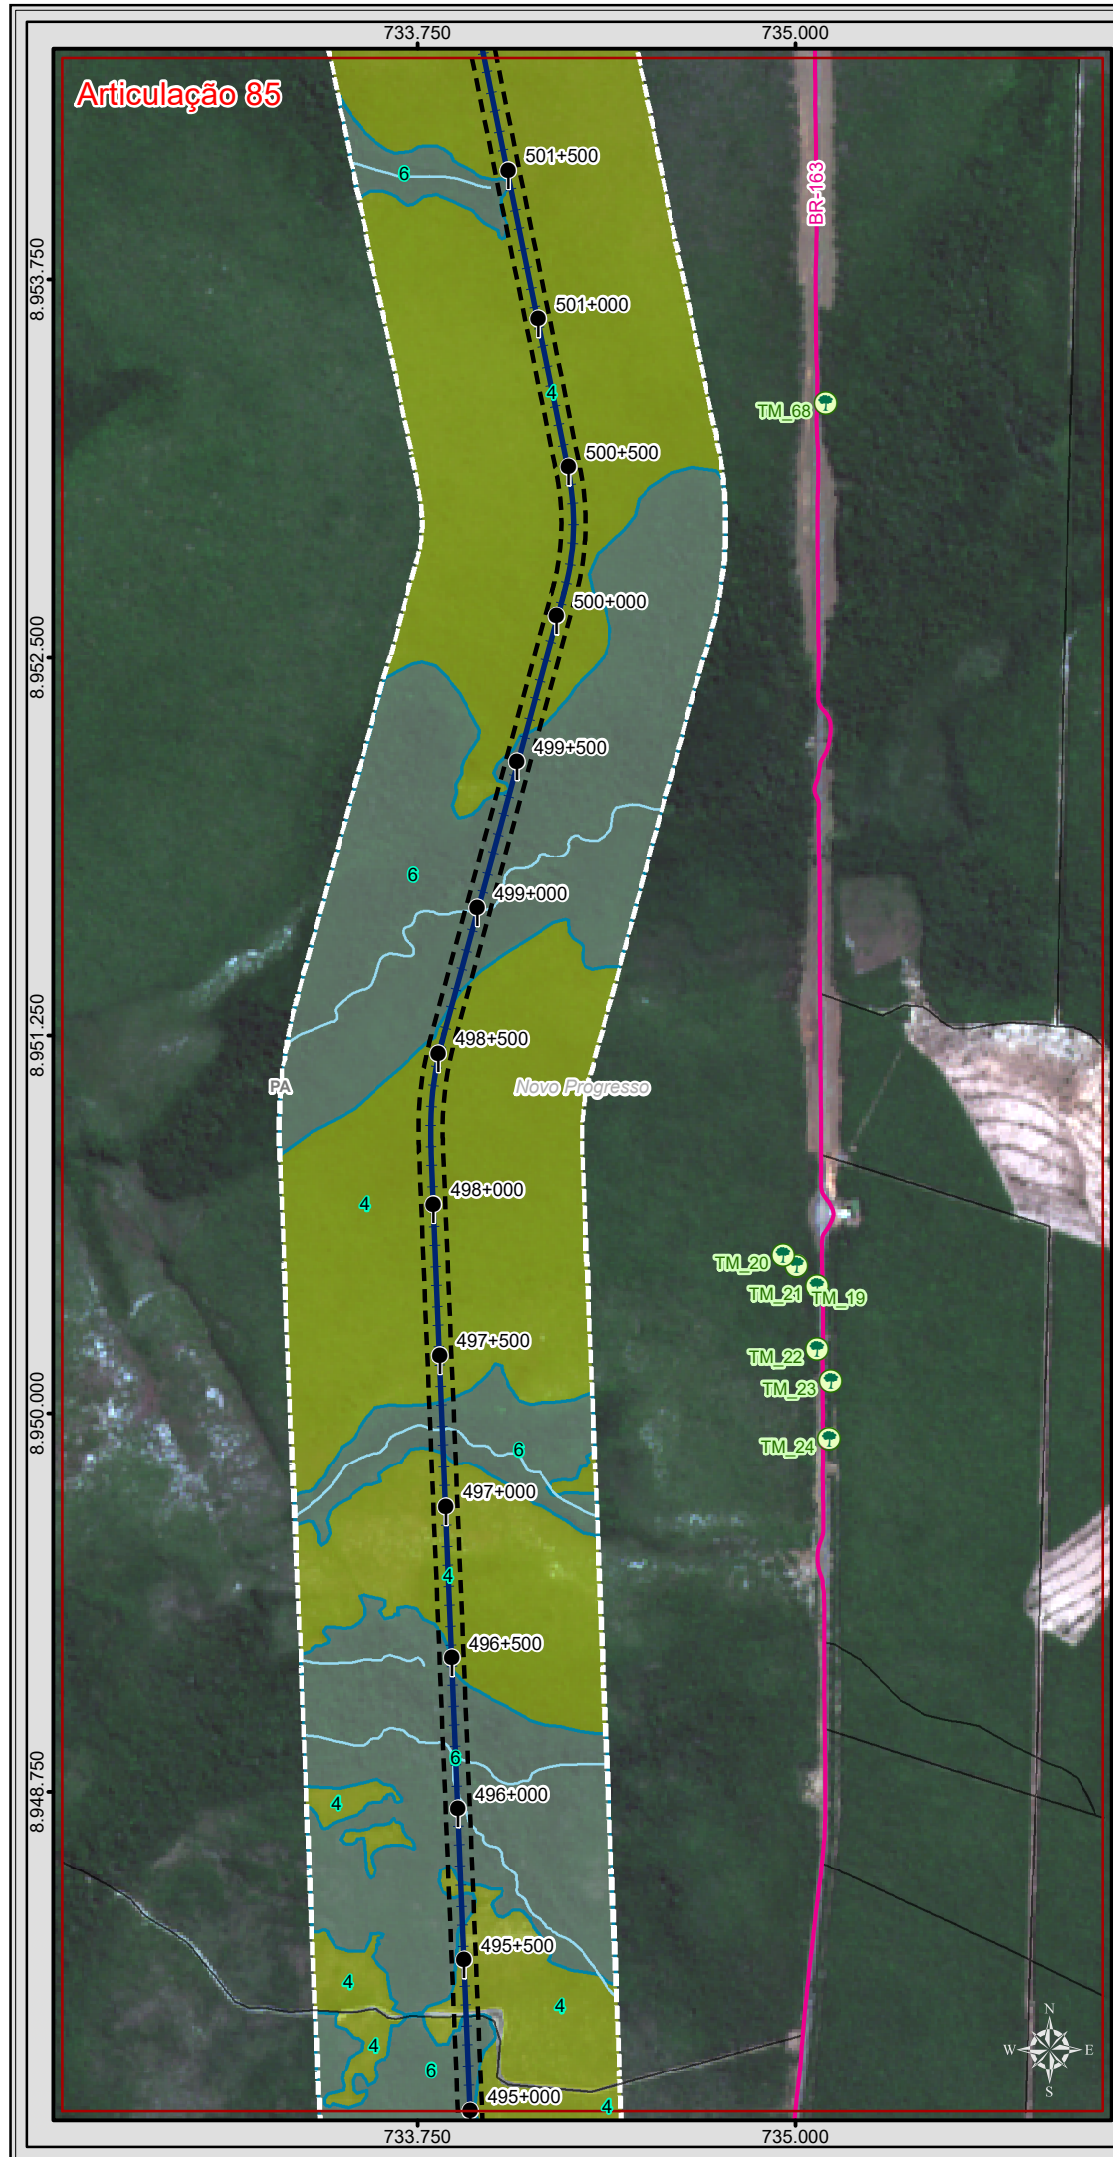 733.750
735.000
Articulação 85
501+500
6
BR-163
8.953.750
501+000
4
TM_68
500+500
500+000
8.952.500
499+500
6
499+000
498+500
8.951.250
PA
Novo Progresso
4
498+000
TM_20
TM_21
TM_19
497+500
TM_22
TM_23
8.950.000
6
TM_24
497+000
4
496+500
6
8.948.750
4
496+000
495+500
4
4
N
W
E
S
4
6
495+000
4
733.750
735.000